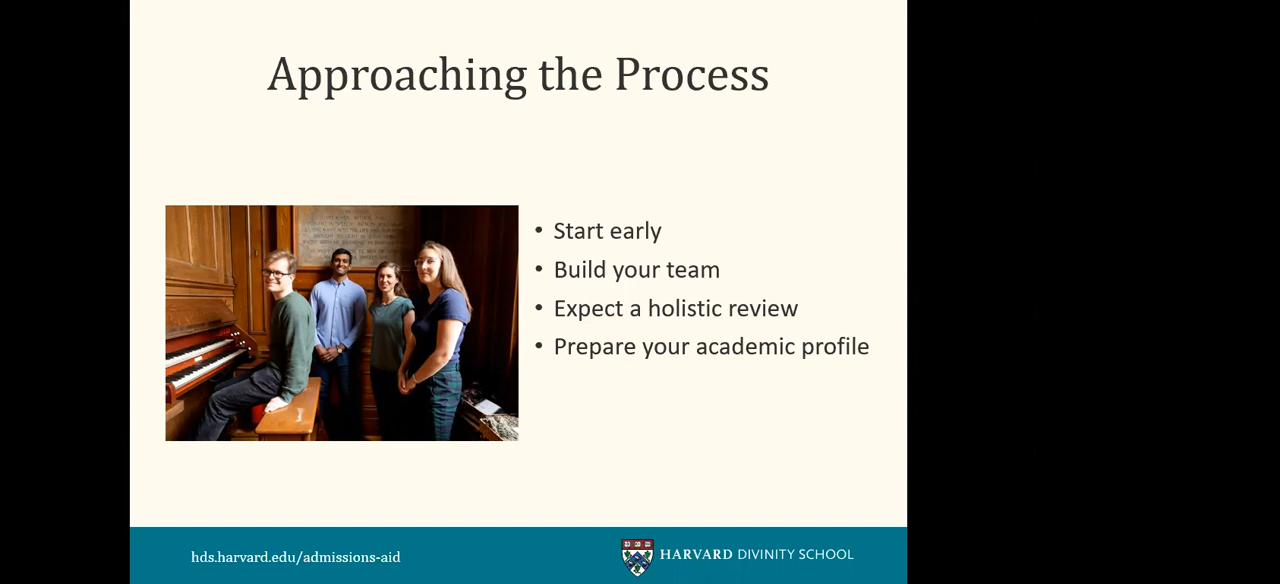 Approaching the Process
• Start early
• Build your team
• Expect a holistic review
• Prepare your academic profile
hds.harvard.edu/admissions-aid
HARVARD DIVINITY SCHOOL